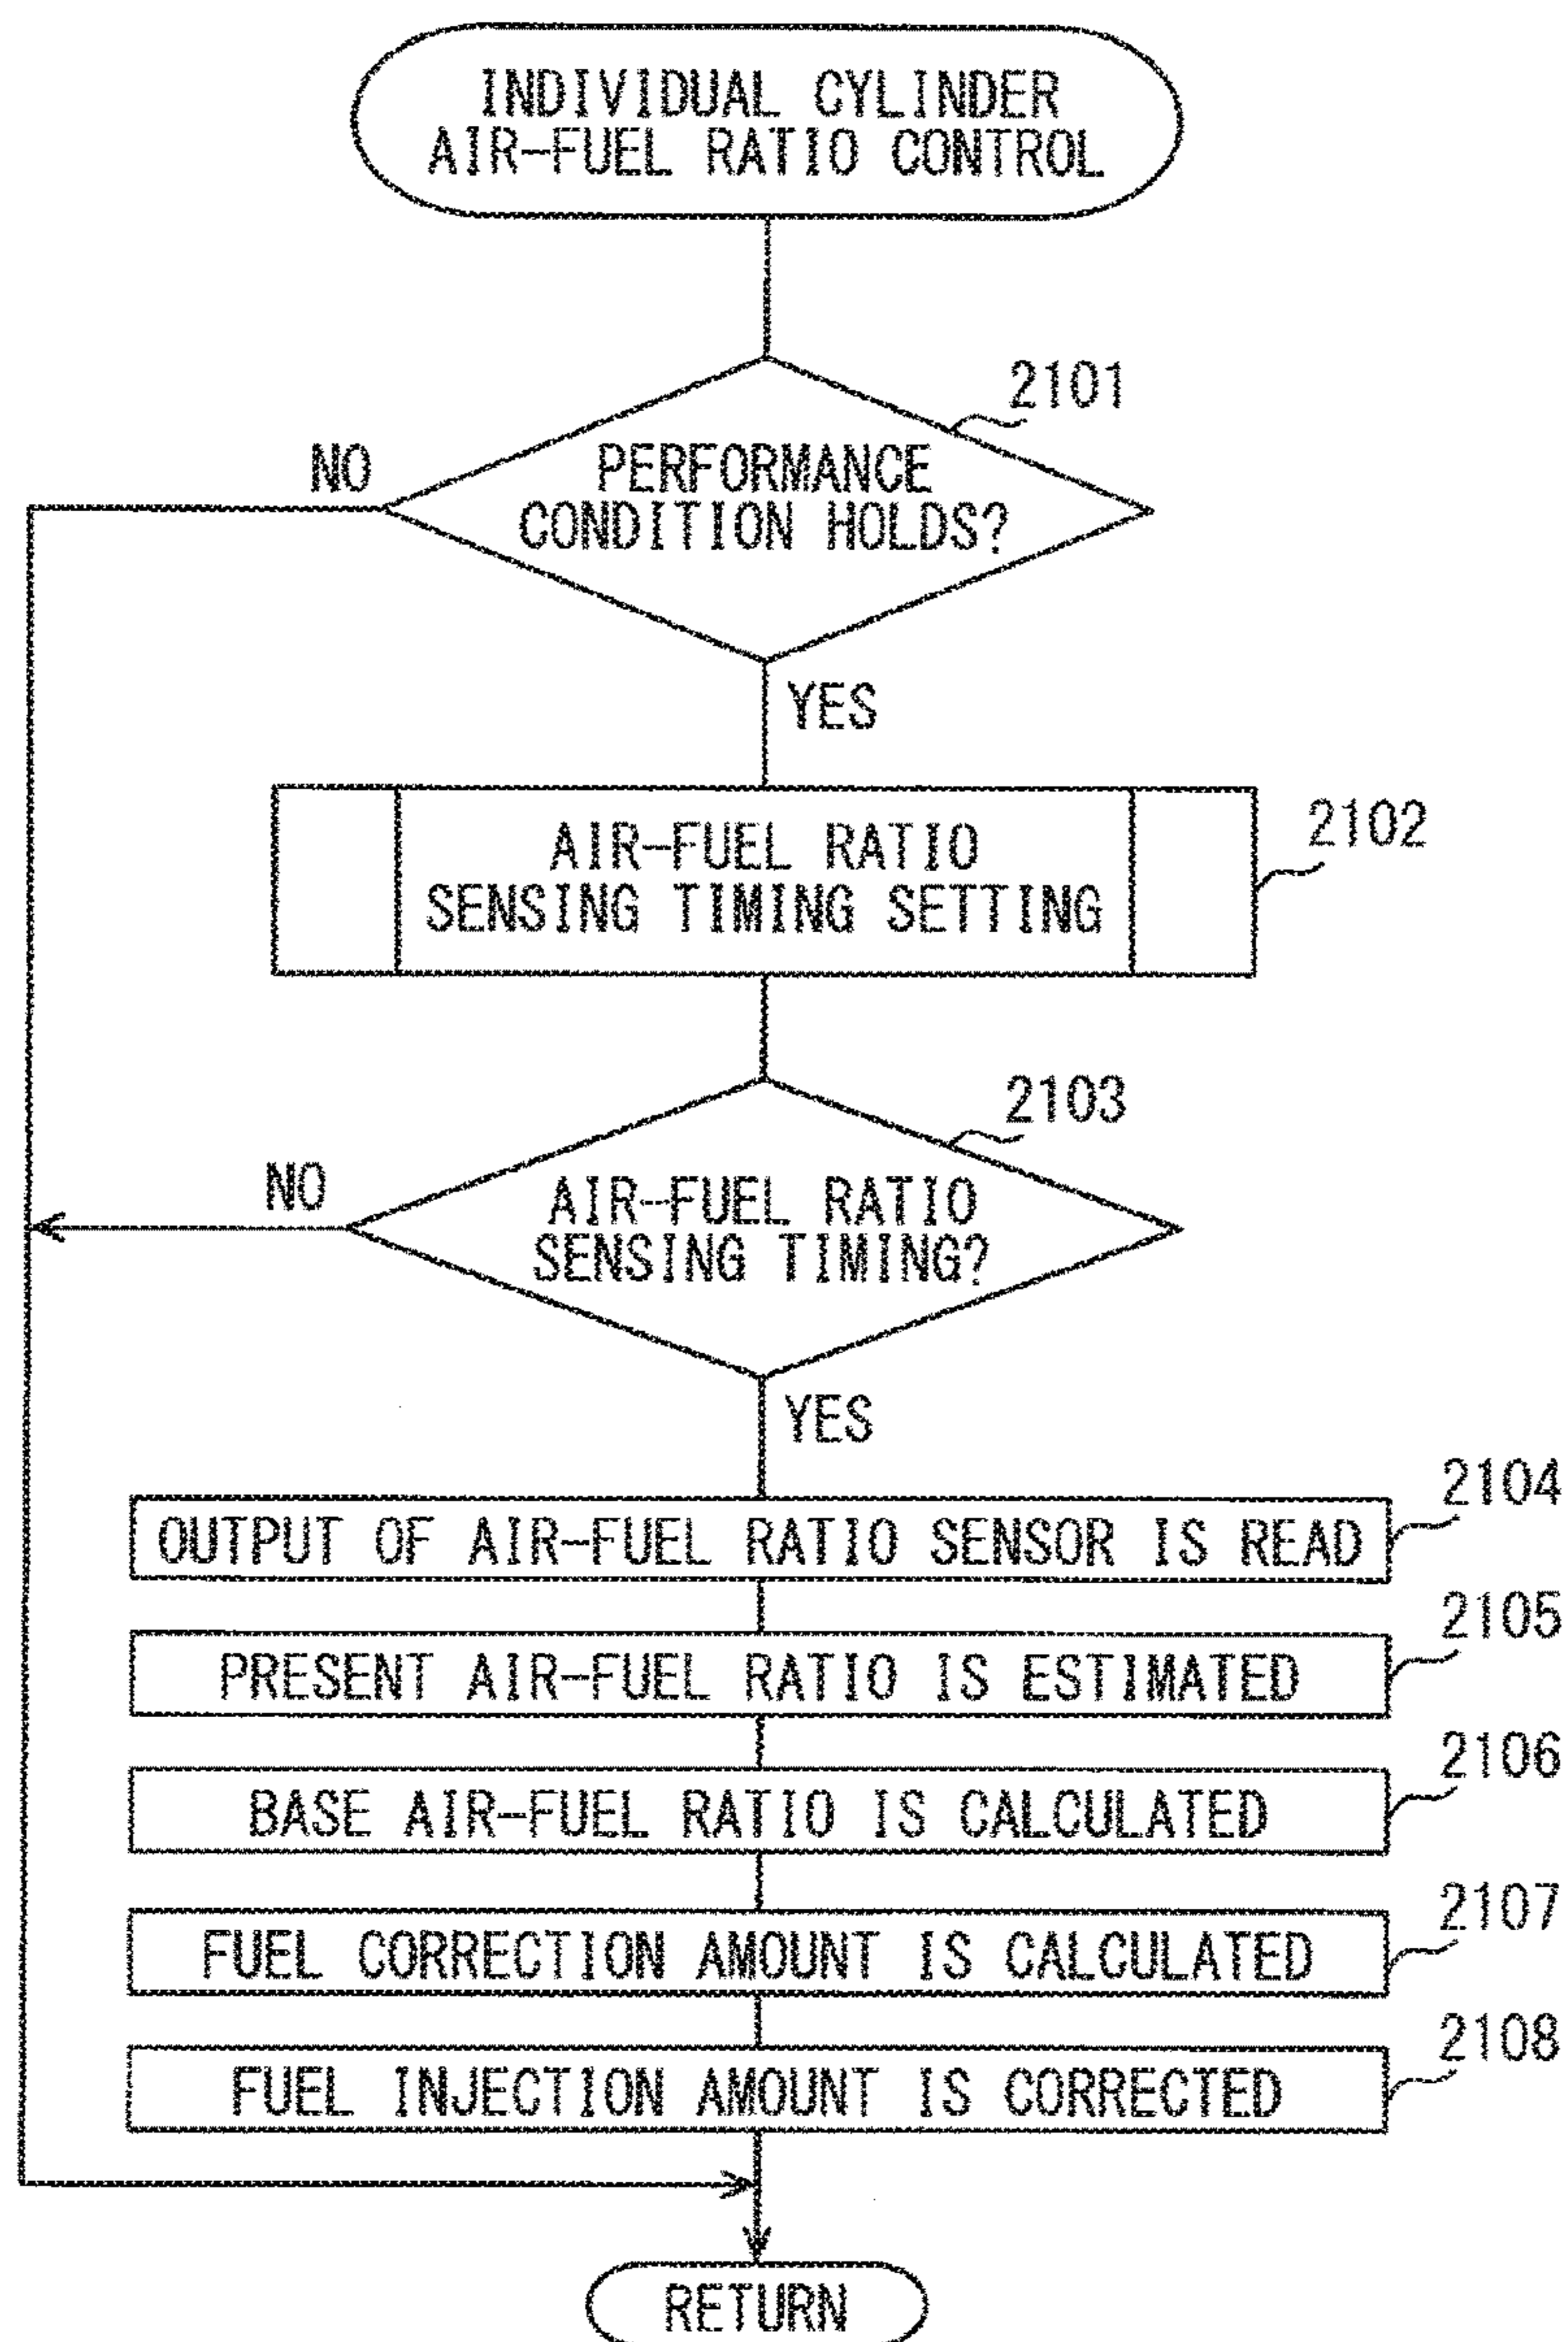 INDIVIDUAL CYLINDER
AIR-FUEL RATIO CONTROL
2101
NO
PERFORMANCE
CONDITION HOLDS?
YES
2102
AIR-FUEL RATIO
SENSING TIMING SETTING
2103
NO
AIR-FUEL RATIO
SENSING TIMING?
YES
2104
OUTPUT OF AIR-FUEL RATIO SENSOR IS READ
2105
PRESENT AIR-FUEL RATIO IS ESTIMATED
2106
BASE AIR-FUEL RATIO IS CALCULATED
2107
FUEL CORRECTION AMOUNT IS CALCULATED
2108
FUEL INJECTION AMOUNT IS CORRECTED
RETURN